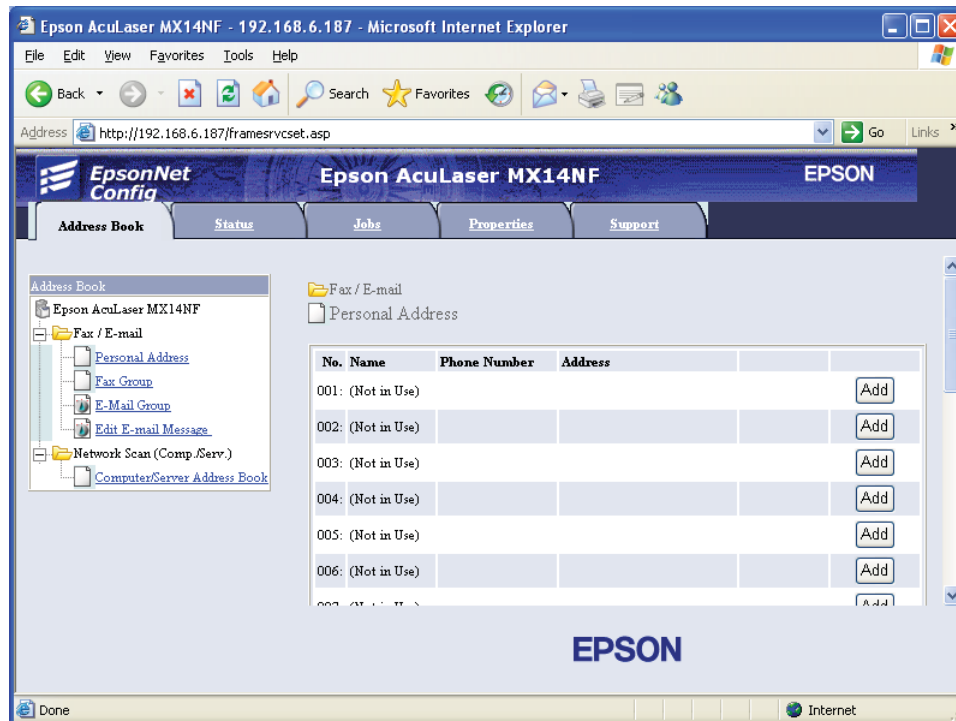 Epson AcuLaser MX14NF - 192.168.6.187 - Microsoft Internet Explorer
File Edit View Favorites Tools Help
Back Search Favorites
Address http://192.168.6.187/framesrvcset.asp Go Links »
EpsonNet
Config
Epson AcuLaser MX14NF
EPSON
Address Book Status Jobs Properties Support
Address Book
Epson AcuLaser MX14NF
Fax / E-mail
Personal Address
Fax Group
E-Mail Group
Edit E-mail Message
Network Scan (Comp./Serv.)
Computer/Server Address Book
Fax / E-mail
Personal Address
No. Name Phone Number Address
001: (Not in Use) Add
002: (Not in Use) Add
003: (Not in Use) Add
004: (Not in Use) Add
005: (Not in Use) Add
006: (Not in Use) Add
EPSON
Done Internet